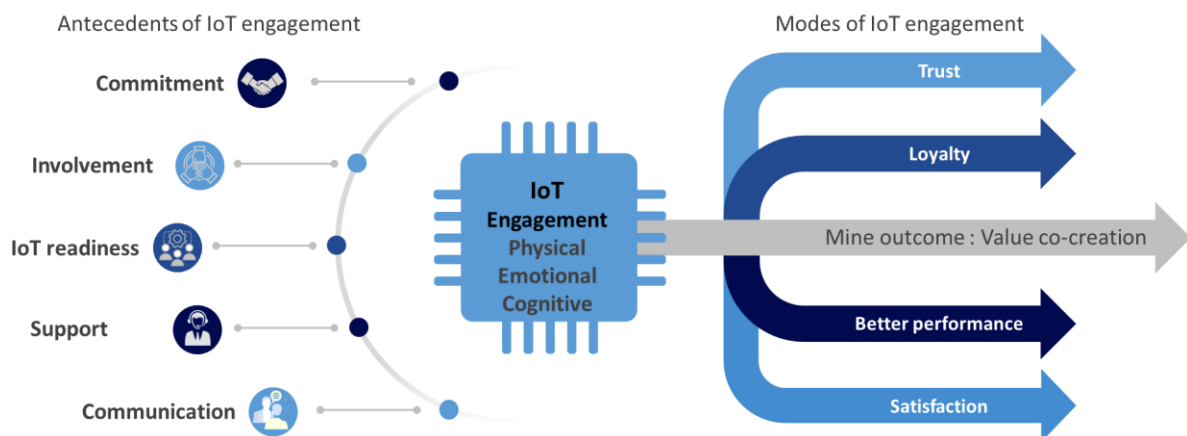 Antecedents of IoT engagement
Commitment
Involvement
IoT readiness
Support
Communication
IoT
Engagement
Physical
Emotional
Cognitive
Modes of IoT engagement
Trust
Loyalty
Mine outcome : Value co-creation
Better performance
Satisfaction